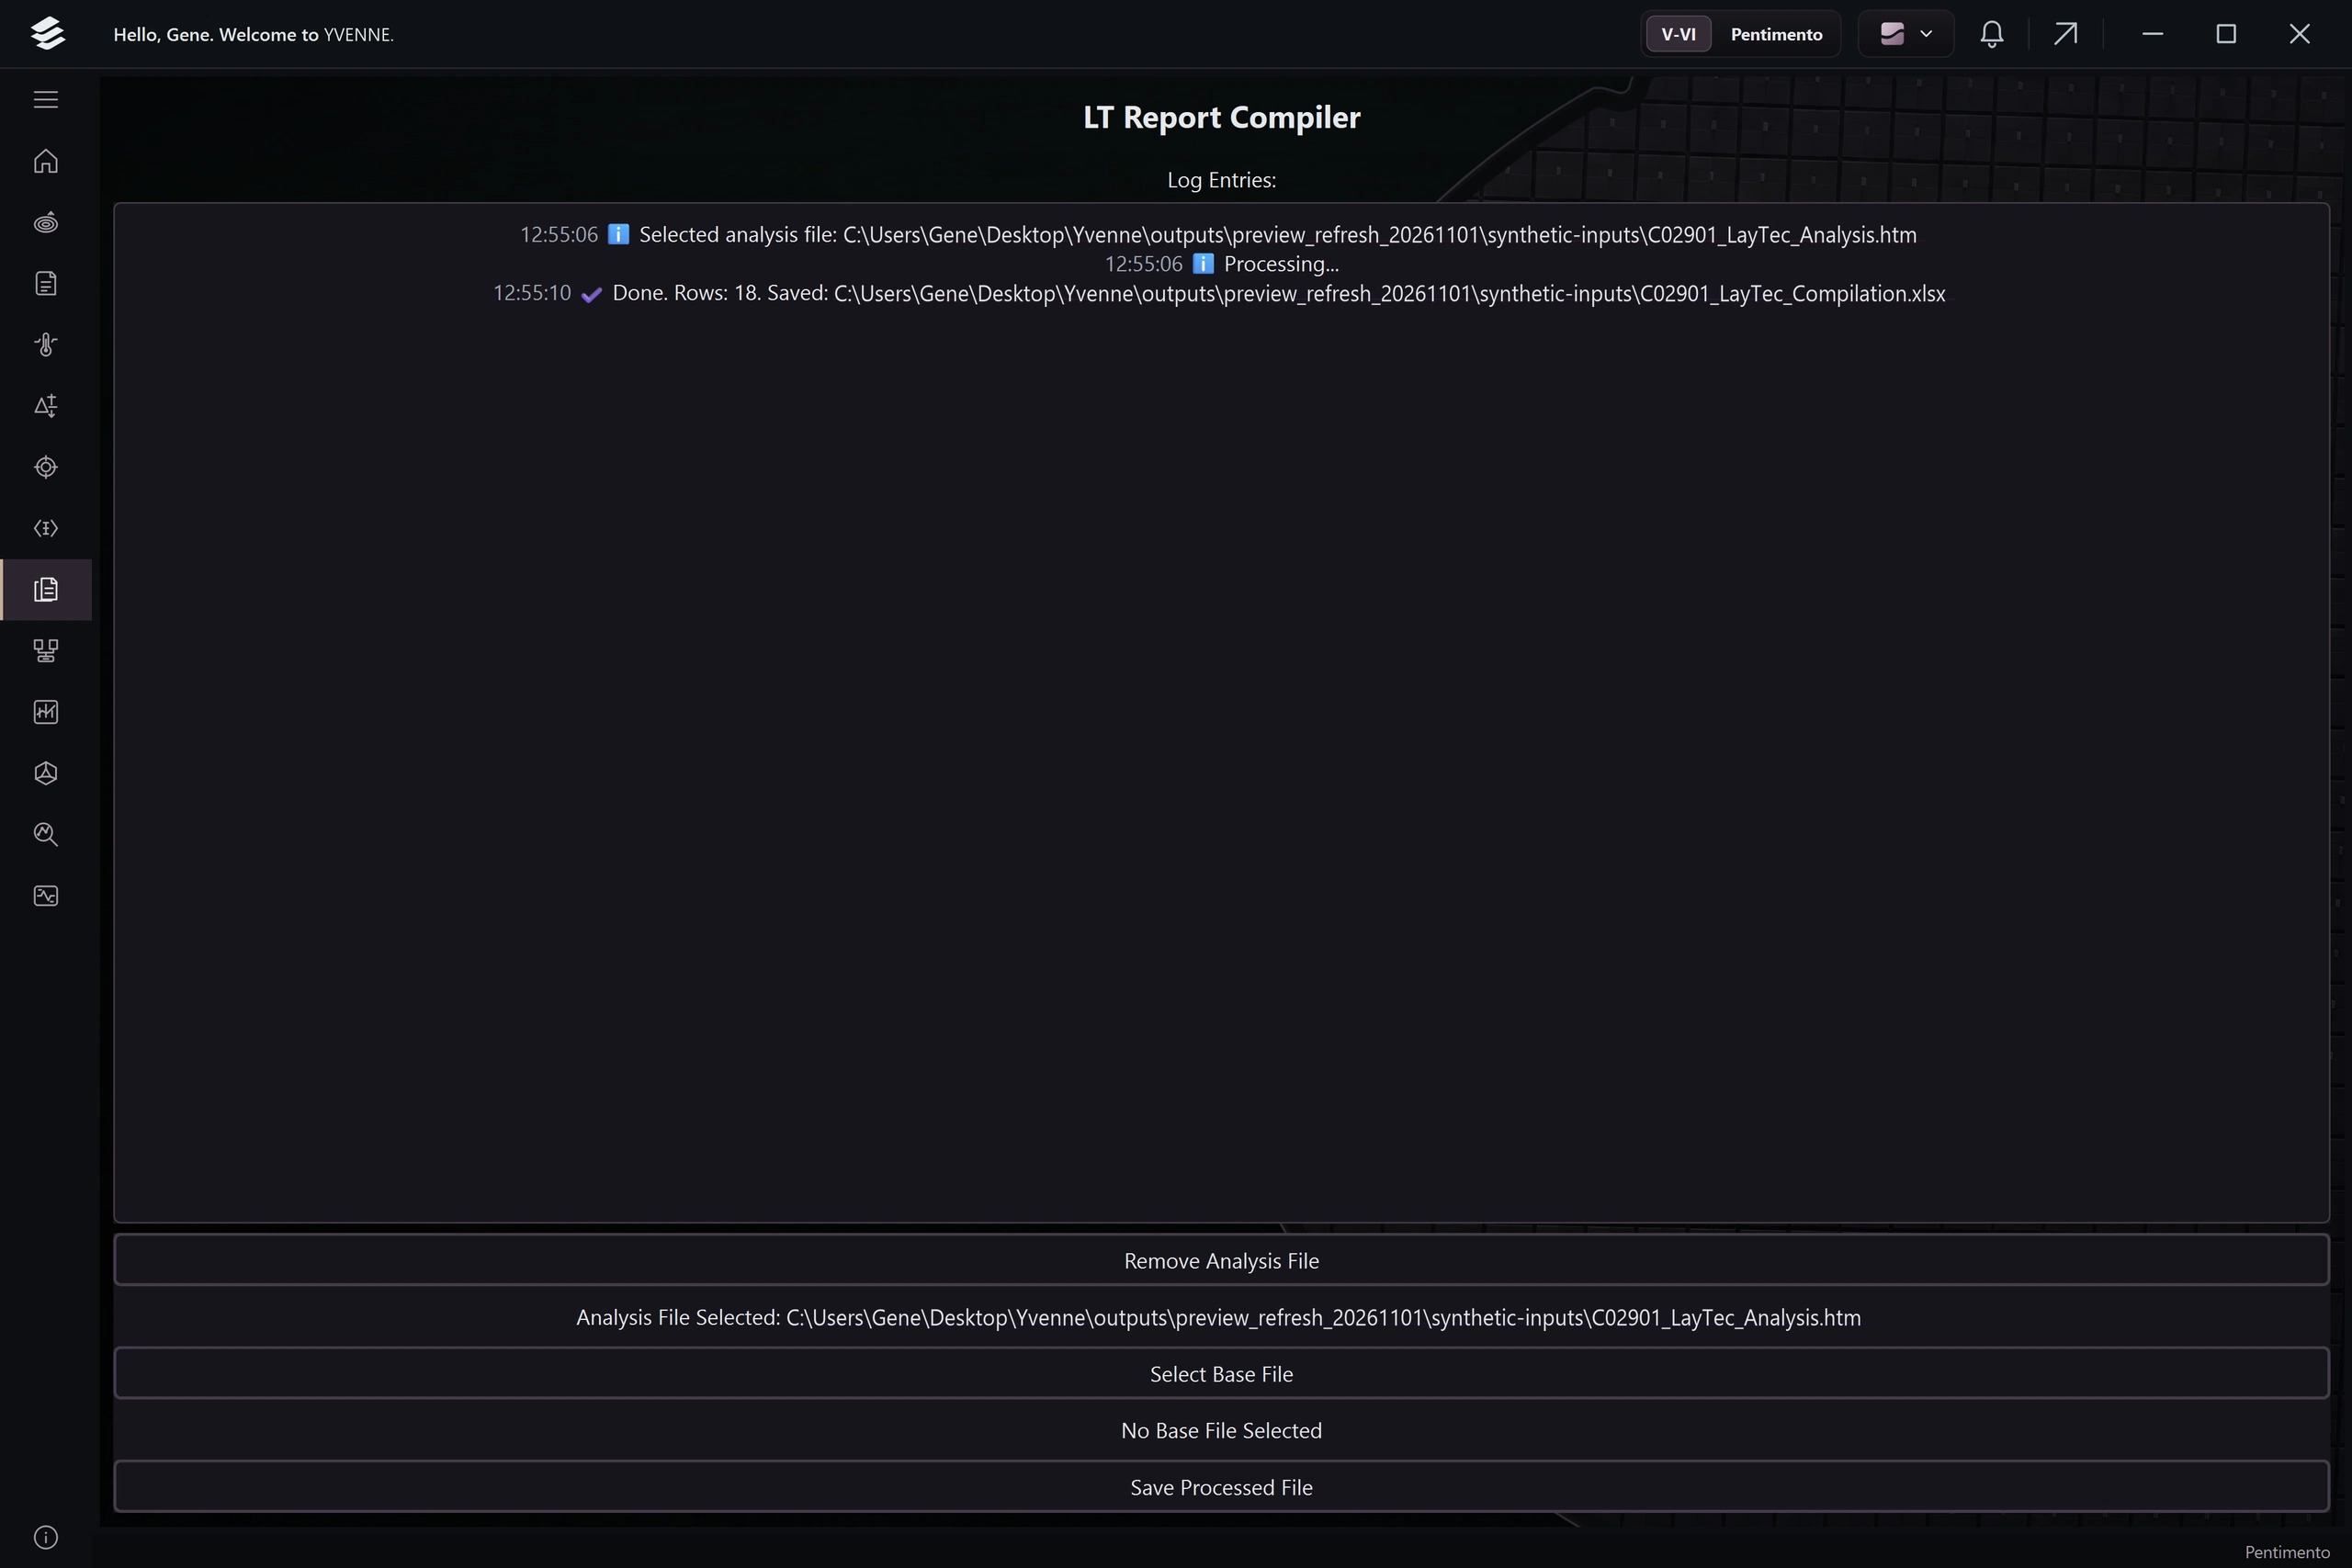 Hello, Gene. Welcome to YVENNE.
V-VI Pentimento
LT Report Compiler
Log Entries:
12:55:06 Selected analysis file: C:\Users\Gene\Desktop\Yvenne\outputs\preview_refresh_20261101\synthetic-inputs\C02901_LayTec_Analysis.htm
12:55:06 Processing...
12:55:10 Done. Rows: 18. Saved: C:\Users\Gene\Desktop\Yvenne\outputs\preview_refresh_20261101\synthetic-inputs\C02901_LayTec_Compilation.xlsx
Remove Analysis File
Analysis File Selected: C:\Users\Gene\Desktop\Yvenne\outputs\preview_refresh_20261101\synthetic-inputs\C02901_LayTec_Analysis.htm
Select Base File
No Base File Selected
Save Processed File
Pentimento